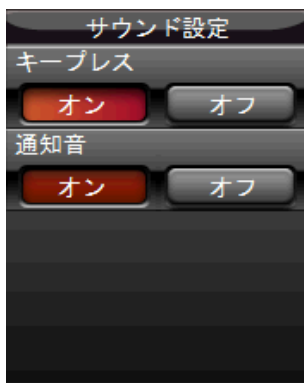 サウンド設定
キープレス
オン オフ
通知音
オン オフ